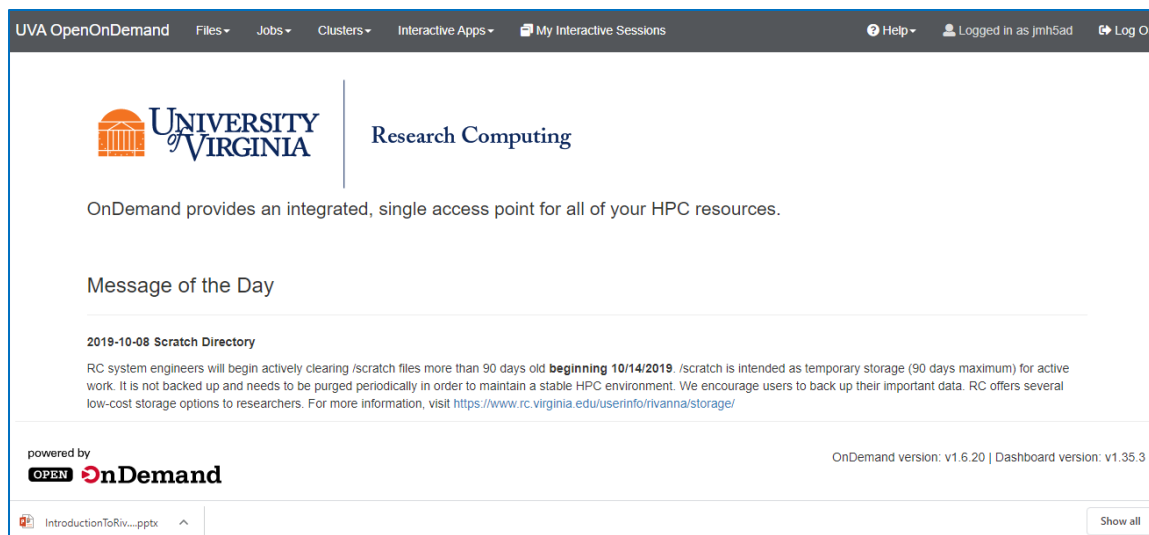 UVA OpenOnDemand Files Jobs Clusters Interactive Apps My Interactive Sessions Help Logged in as jmh5ad Log O
UNIVERSITY
of VIRGINIA
Research Computing
OnDemand provides an integrated, single access point for all of your HPC resources.
Message of the Day
2019-10-08 Scratch Directory
RC system engineers will begin actively clearing /scratch files more than 90 days old beginning 10/14/2019. /scratch is intended as temporary storage (90 days maximum) for active
work. It is not backed up and needs to be purged periodically in order to maintain a stable HPC environment. We encourage users to back up their important data. RC offers several
low-cost storage options to researchers. For more information, visit https://www.rc.virginia.edu/userinfo/rivanna/storage/
powered by
OPEN OnDemand
OnDemand version: v1.6.20 | Dashboard version: v1.35.3
IntroductionToRiv....pptx
Show all